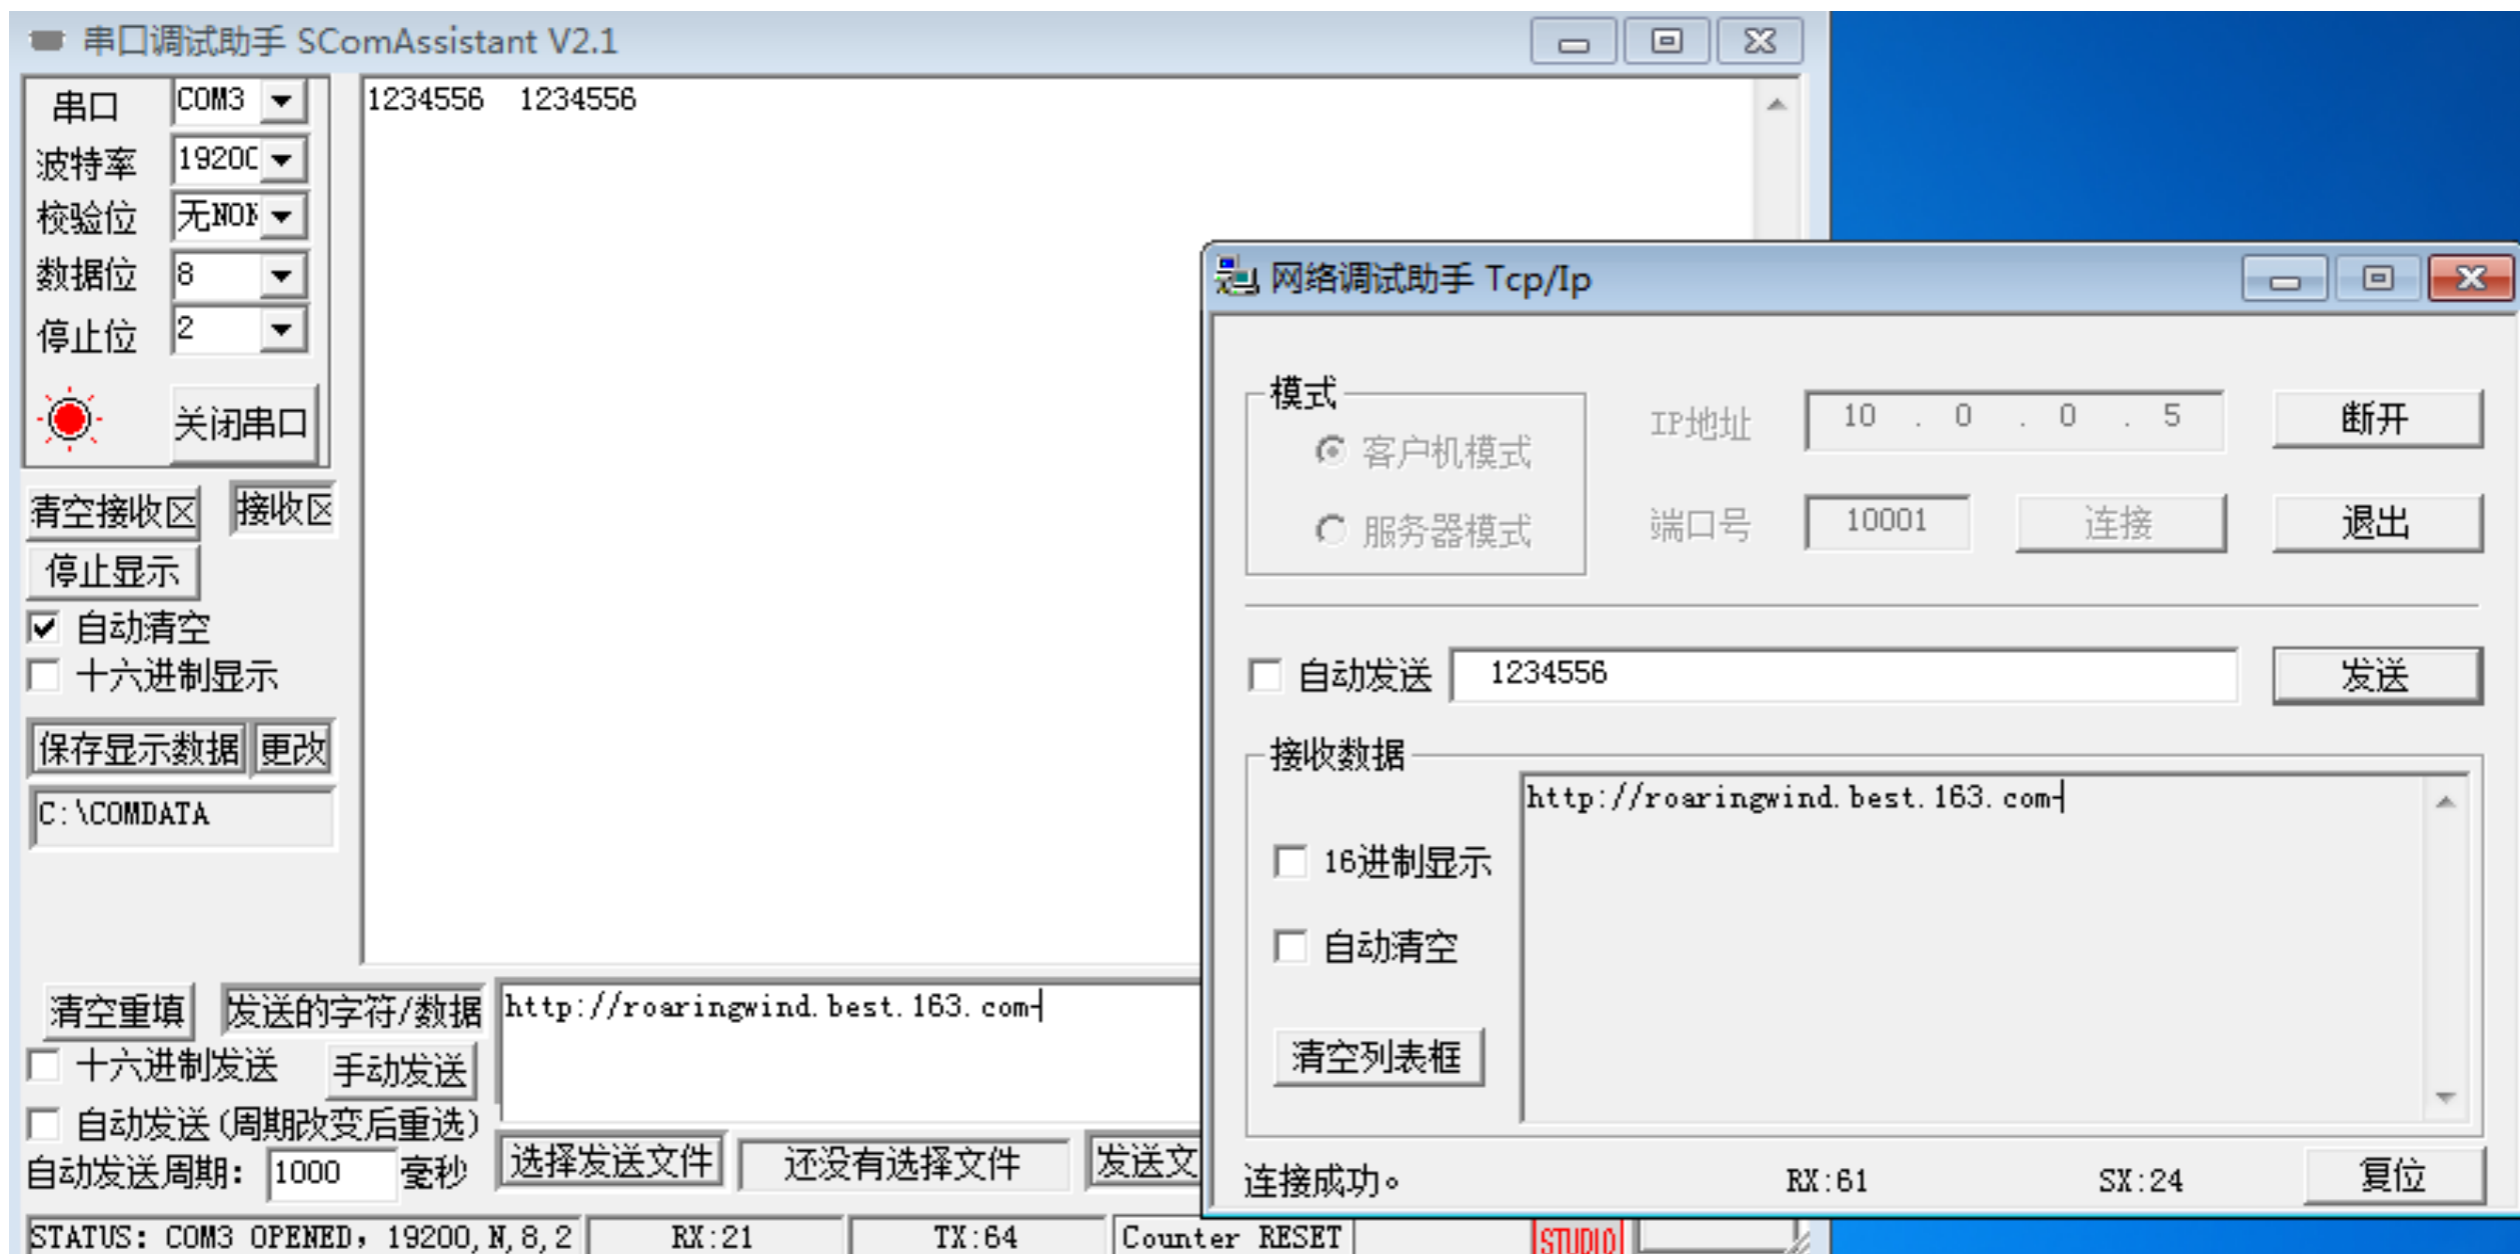 串口调试助手 SComAssistant V2.1
串口 COM3
1234556  1234556
波特率 19200
校验位 无NON
数据位 8
停止位 2
关闭串口
清空接收区 接收区
停止显示
自动清空
十六进制显示
保存显示数据 更改
C:\COMDATA
清空重填 发送的字符/数据
http://roaringwind.best.163.com
十六进制发送 手动发送
自动发送(周期改变后重选)
自动发送周期: 1000 毫秒 选择发送文件 还没有选择文件 发送文
STATUS: COM3 OPENED, 19200,N,8,2 RX:21 TX:64 Counter RESET STUDIO
网络调试助手 Tcp/Ip
模式
客户机模式
服务器模式
IP地址 10 . 0 . 0 . 5 断开
端口号 10001 连接 退出
自动发送 1234556 发送
接收数据
http://roaringwind.best.163.com
16进制显示
自动清空
清空列表框
连接成功。 RX:61 SX:24 复位